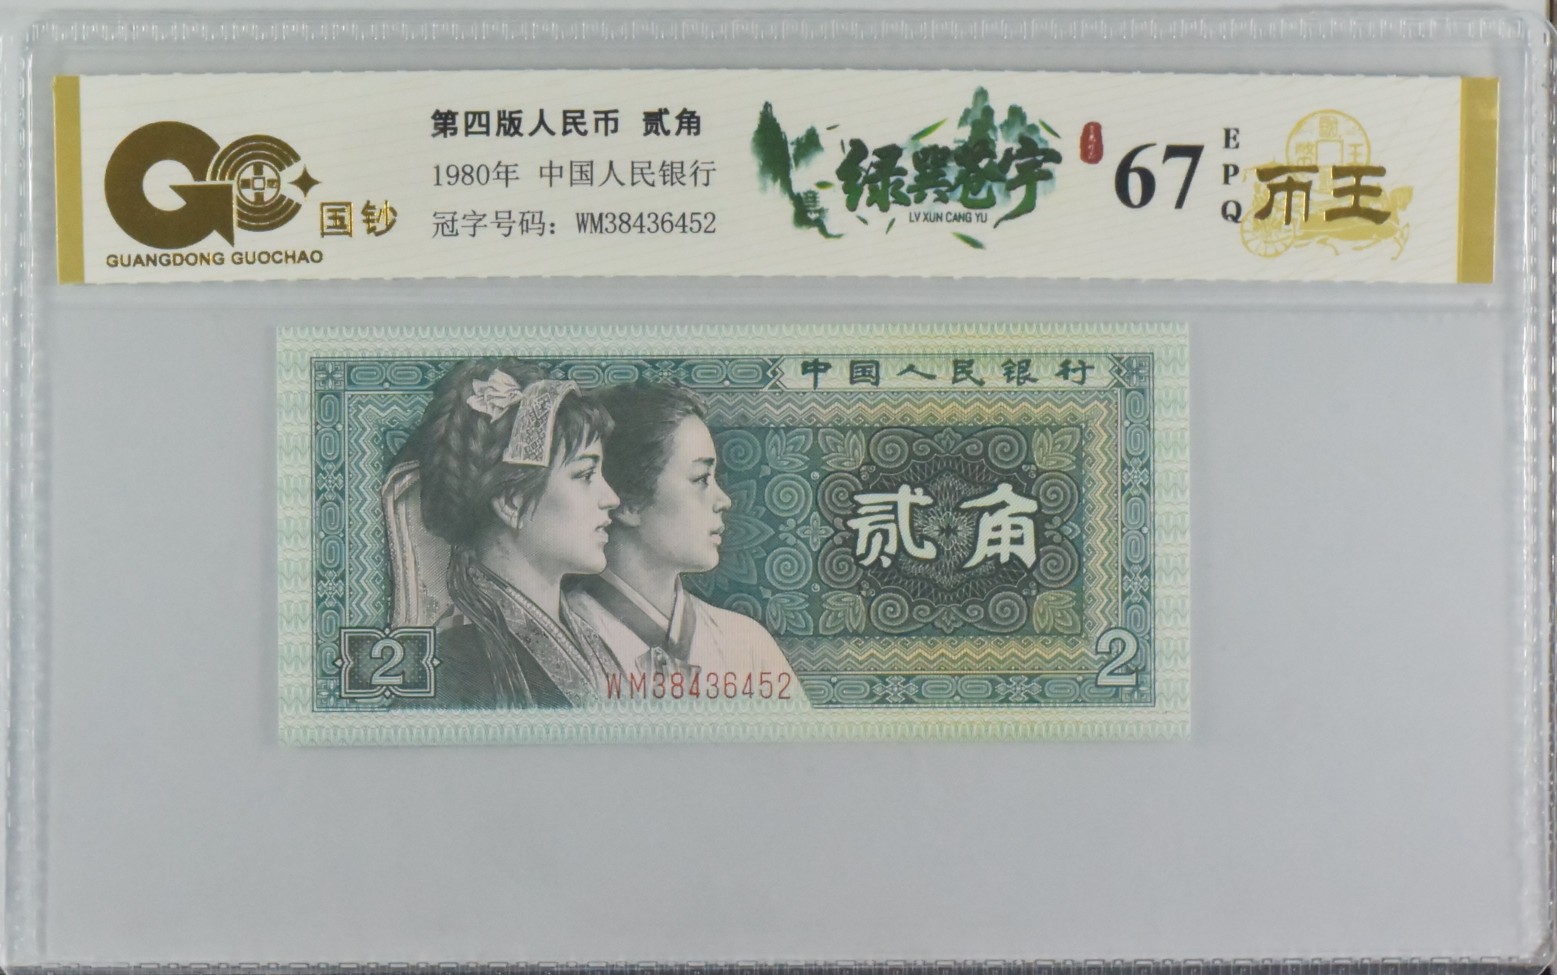 国钞
GUANGDONG GUOCHAO
第四版人民币 贰角
1980年 中国人民银行
冠字号码：WM38436452
绿巽苍宇
LV XUN CANG YU
67
EPQ
币王
中国人民银行
贰角
2
2
WM38436452